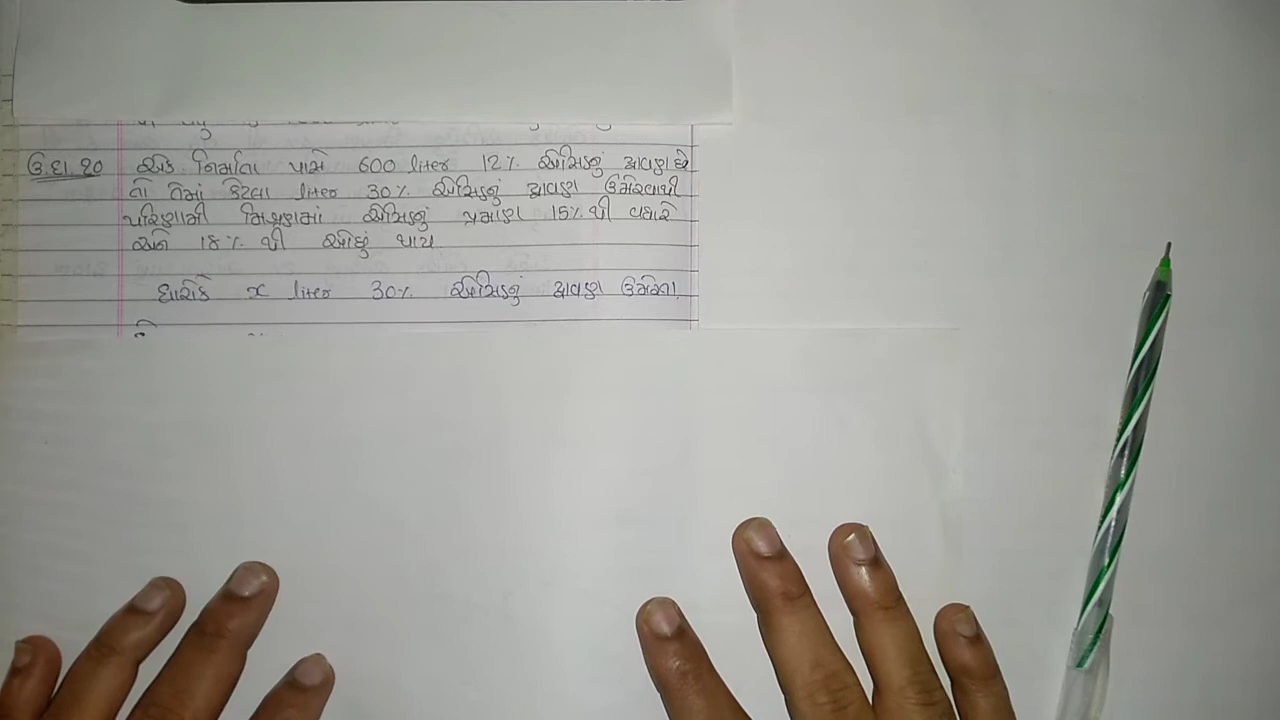 ઉદા ૧૦ એક નિર્માતા પાસે 600 liter 12% એસિડનું દ્રાવણ છે
તો તેમાં કેટલા liter 30% એસિડનું દ્રાવણ ઉમેરવાથી
પરિણામી મિશ્રણમાં એસિડનું પ્રમાણ 15% થી વધારે
અને 18% થી ઓછું થાય
ધારોકે x liter 30% એસિડનું દ્રાવણ ઉમેરતા.